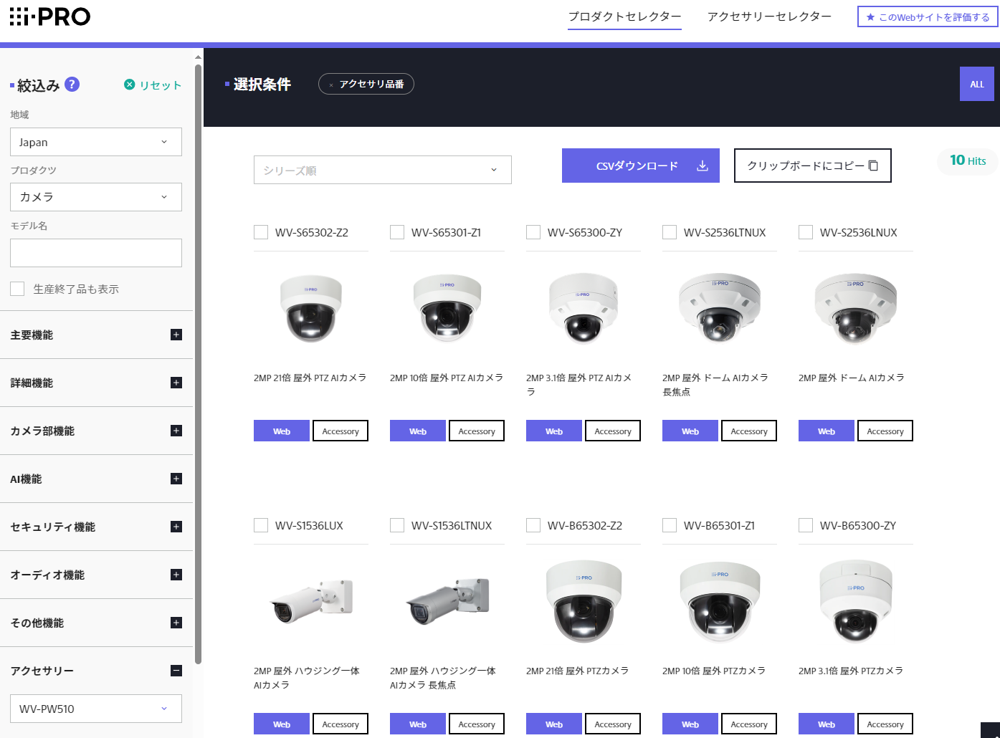 i-PRO
プロダクトセレクター
アクセサリーセレクター
★ このWebサイトを評価する
絞込み ?
リセット
地域
Japan
プロダクツ
カメラ
モデル名
生産終了品も表示
主要機能
詳細機能
カメラ部機能
AI機能
セキュリティ機能
オーディオ機能
その他機能
アクセサリー
WV-PW510
選択条件
× アクセサリ品番
ALL
シリーズ順
CSVダウンロード
クリップボードにコピー
10 Hits
WV-S65302-Z2
WV-S65301-Z1
WV-S65300-ZY
WV-S2536LTNUX
WV-S2536LNUX
i-PRO
i-PRO
i-PRO
i-PRO
i-PRO
2MP 21倍 屋外 PTZ AIカメラ
2MP 10倍 屋外 PTZ AIカメラ
2MP 3.1倍 屋外 PTZ AIカメ
ラ
2MP 屋外 ドーム AIカメラ
長焦点
2MP 屋外 ドーム AIカメラ
Web Accessory
Web Accessory
Web Accessory
Web Accessory
Web Accessory
WV-S1536LUX
WV-S1536LTNUX
WV-B65302-Z2
WV-B65301-Z1
WV-B65300-ZY
i-PRO
i-PRO
i-PRO
2MP 屋外 ハウジング一体
AIカメラ
2MP 屋外 ハウジング一体
AIカメラ 長焦点
2MP 21倍 屋外 PTZカメラ
2MP 10倍 屋外 PTZカメラ
2MP 3.1倍 屋外 PTZカメラ
Web Accessory
Web Accessory
Web Accessory
Web Accessory
Web Accessory